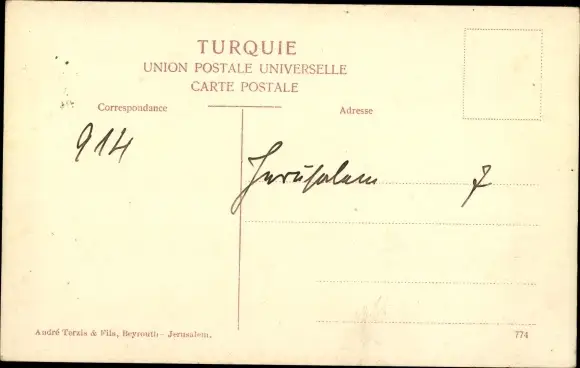 TURQUIE
UNION POSTALE UNIVERSELLE
CARTE POSTALE
Correspondance
Adresse
914
Jerusalem 7
André Terzis & Fils, Beyrouth - Jerusalem.
774